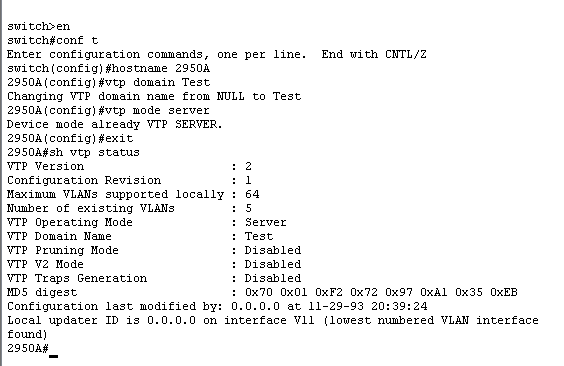 switch>en
switch#conf t
Enter configuration commands, one per line.  End with CNTL/Z
switch(config)#hostname 2950A
2950A(config)#vtp domain Test
Changing VTP domain name from NULL to Test
2950A(config)#vtp mode server
Device mode already VTP SERVER.
2950A(config)#exit
2950A#sh vtp status
VTP Version                     : 2
Configuration Revision          : 1
Maximum VLANs supported locally : 64
Number of existing VLANs        : 5
VTP Operating Mode              : Server
VTP Domain Name                 : Test
VTP Pruning Mode                : Disabled
VTP V2 Mode                     : Disabled
VTP Traps Generation            : Disabled
MD5 digest                      : 0x70 0x01 0xF2 0x72 0x97 0xA1 0x35 0xEB
Configuration last modified by: 0.0.0.0 at 11-29-93 20:39:24
Local updater ID is 0.0.0.0 on interface Vl1 (lowest numbered VLAN interface
found)
2950A#